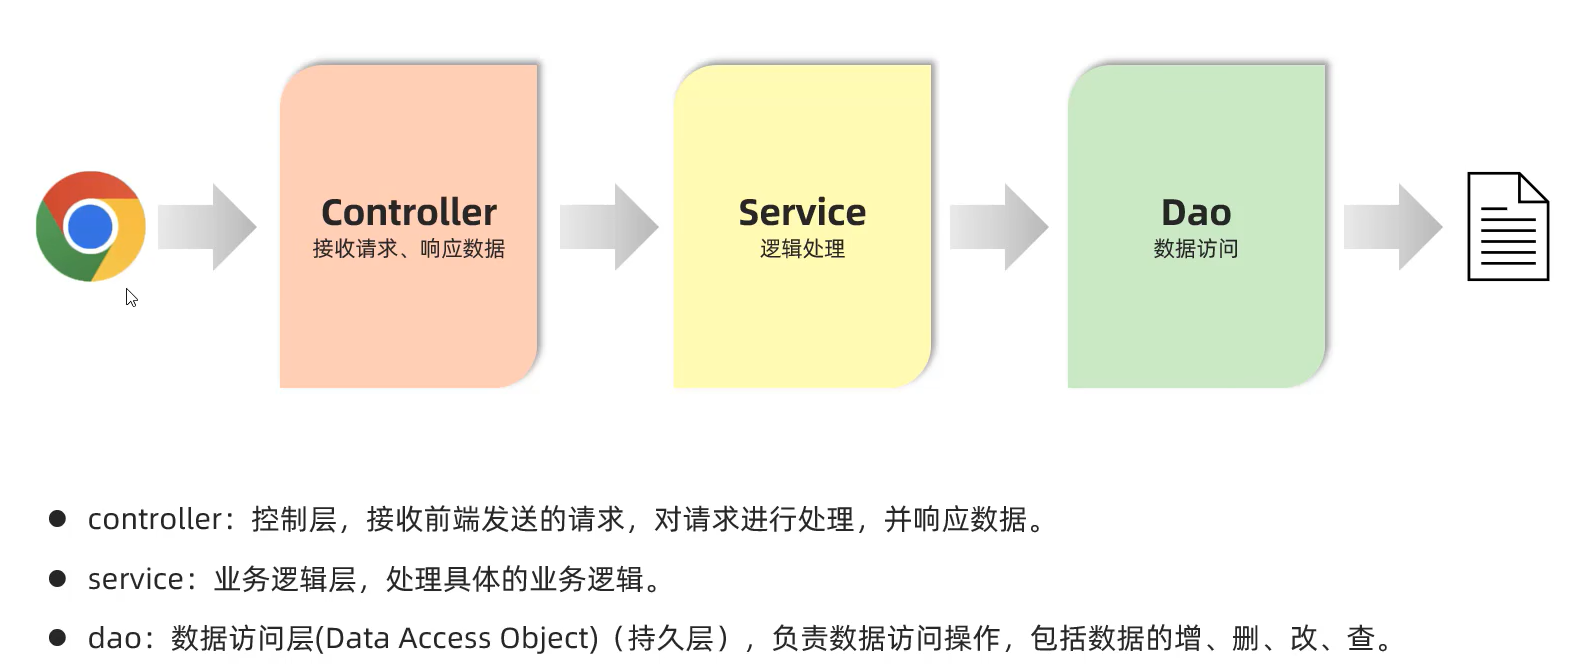 Controller
接收请求、响应数据
Service
逻辑处理
Dao
数据访问
controller：控制层，接收前端发送的请求，对请求进行处理，并响应数据。
service：业务逻辑层，处理具体的业务逻辑。
dao：数据访问层(Data Access Object)（持久层），负责数据访问操作，包括数据的增、删、改、查。